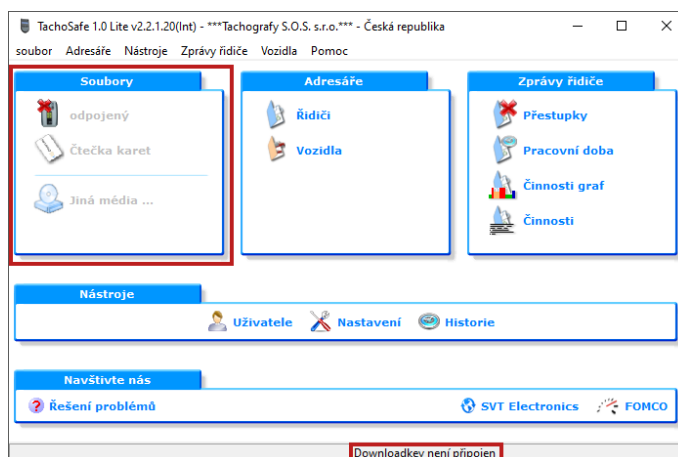 TachoSafe 1.0 Lite v2.2.1.20(Int) - ***Tachografy S.O.S. s.r.o.*** - Česká republika
soubor Adresáře Nástroje Zprávy řidiče Vozidla Pomoc
Soubory
odpojený
Čtečka karet
Jiná média ...
Adresáře
Řidiči
Vozidla
Zprávy řidiče
Přestupky
Pracovní doba
Činnosti graf
Činnosti
Nástroje
Uživatele Nastavení Historie
Navštivte nás
Řešení problémů SVT Electronics FOMCO
Downloadkey není připojen